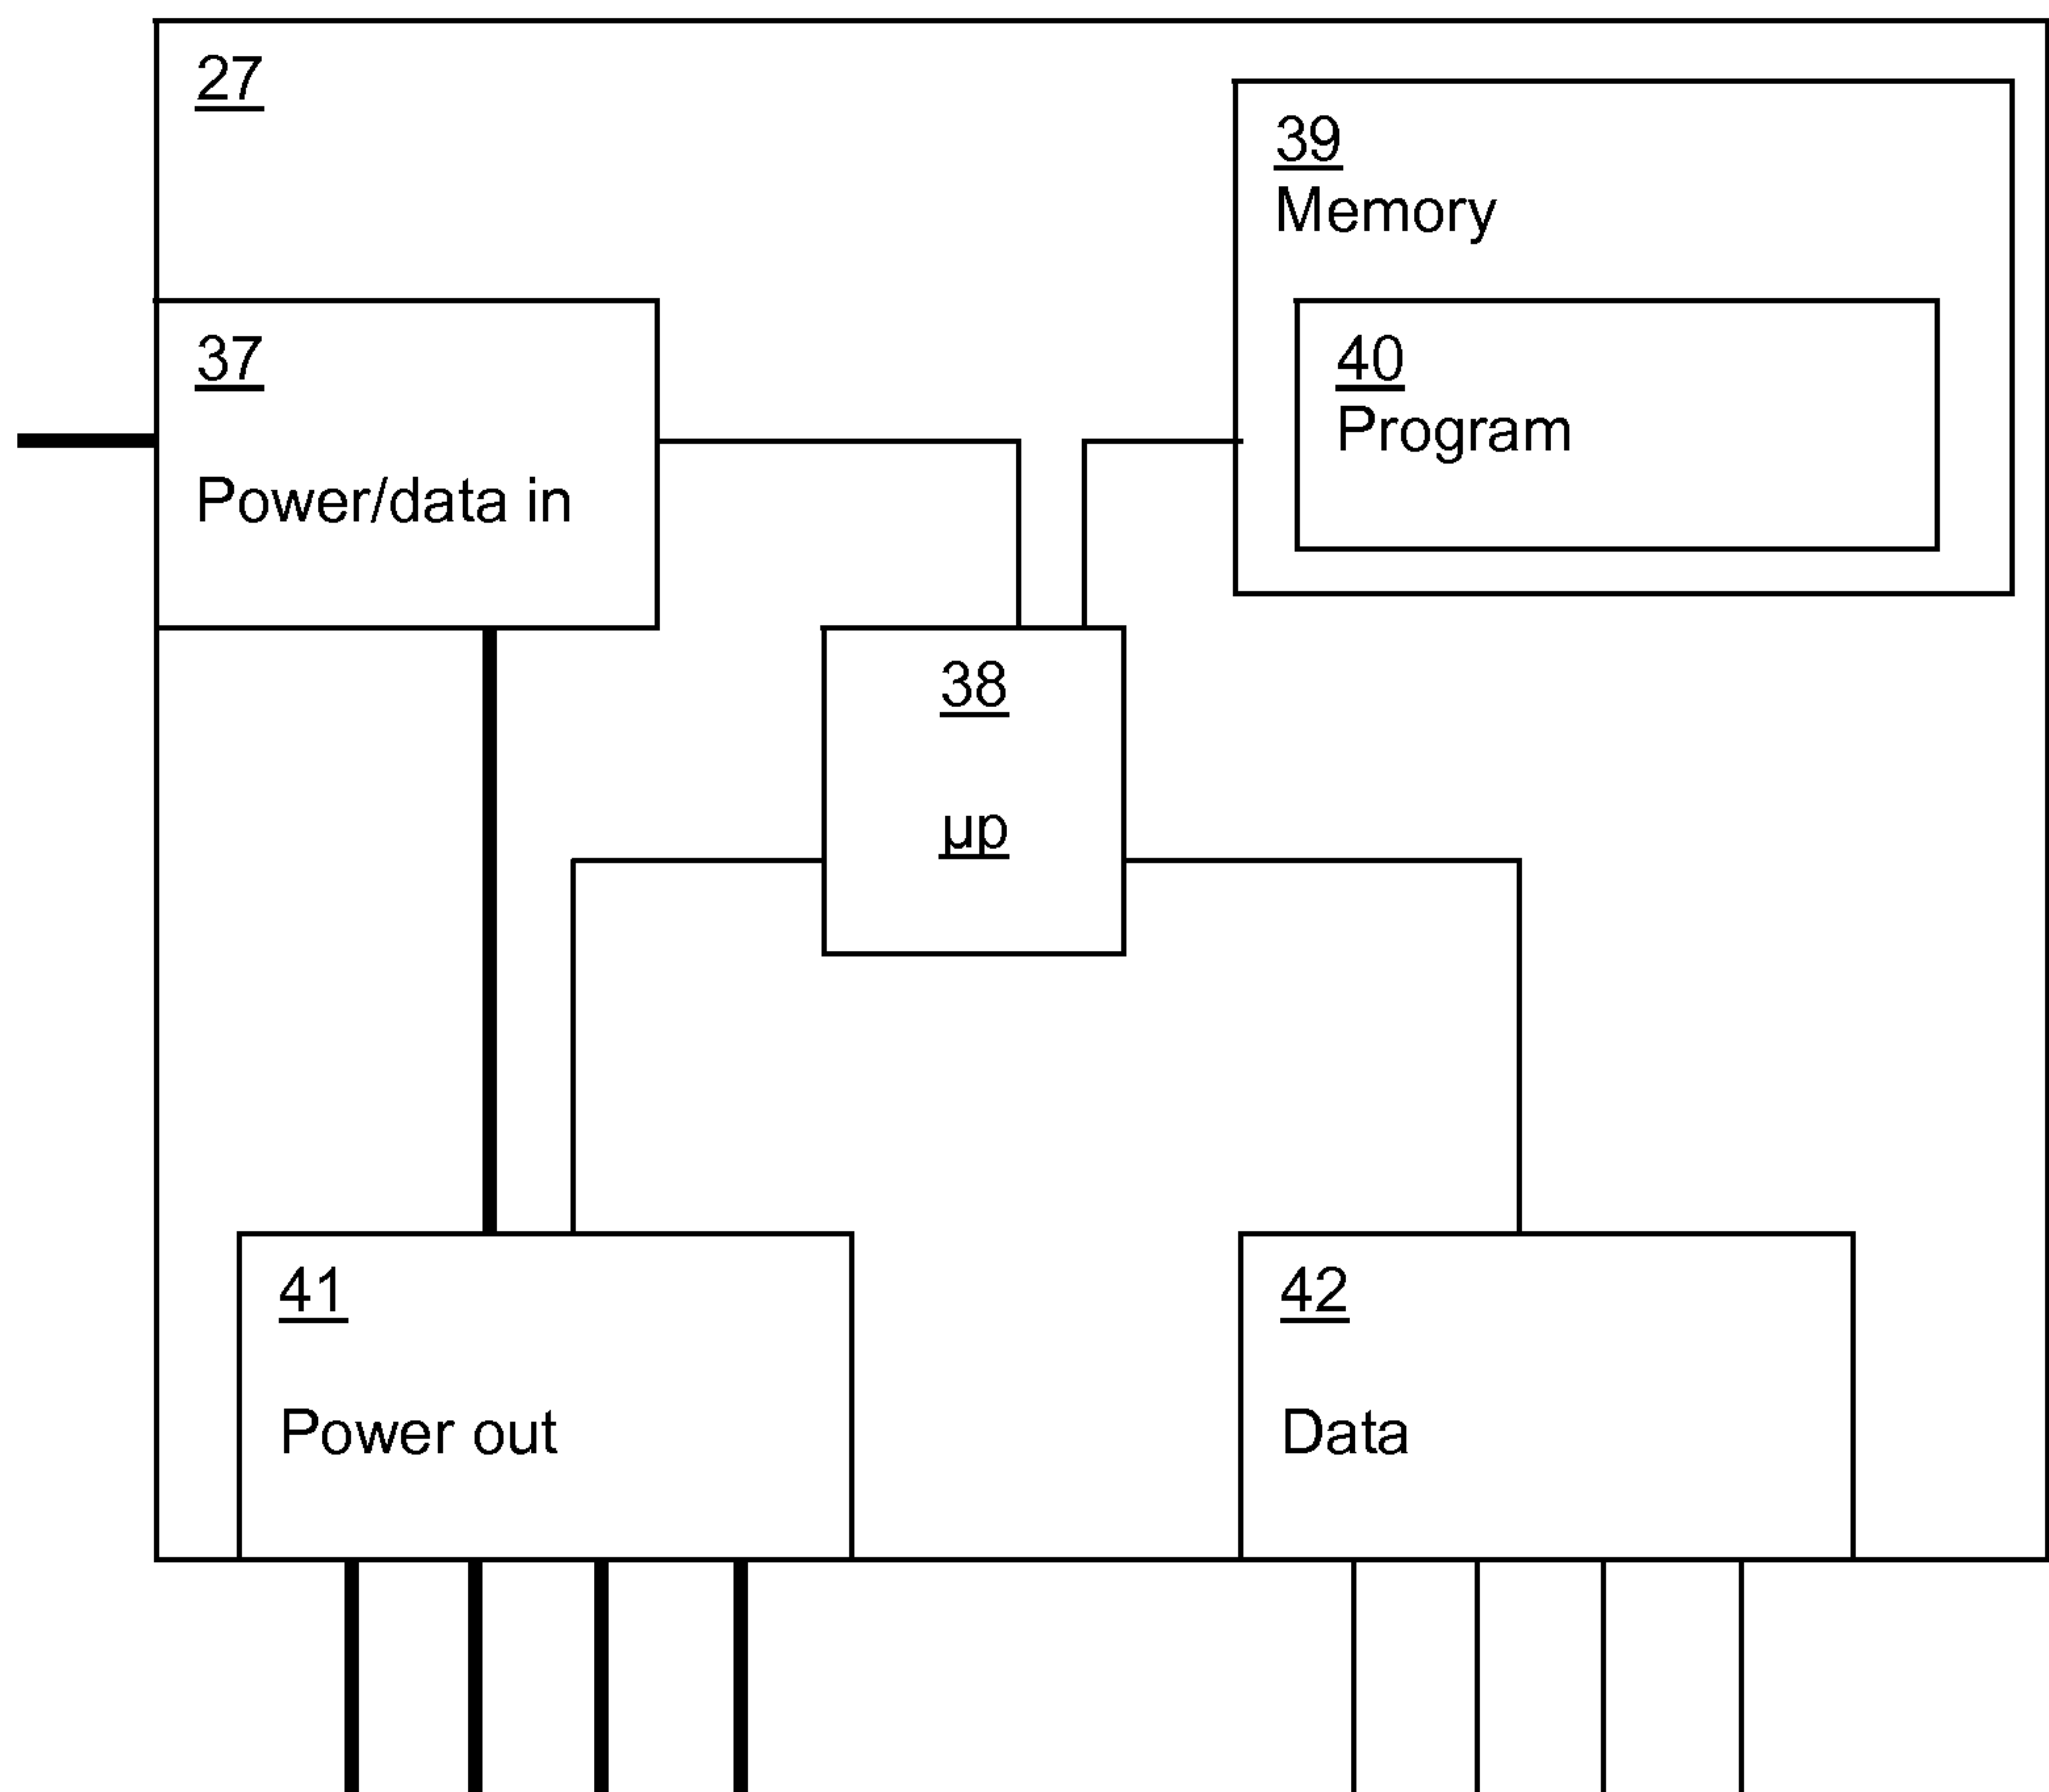 27
39
Memory
37
Power/data in
40
Program
38
µp
41
Power out
42
Data